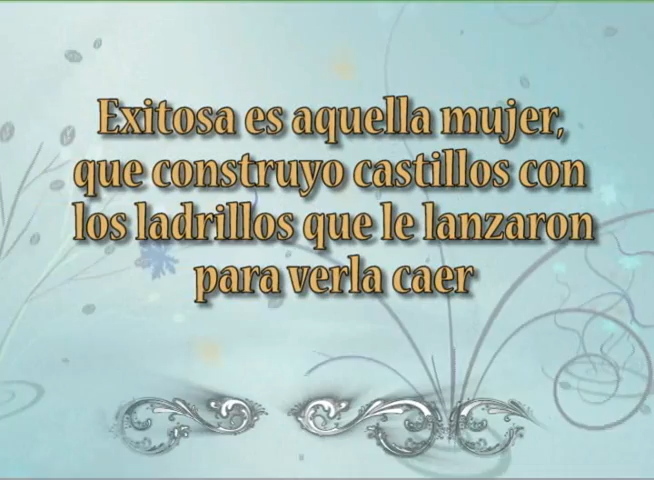 Exitosa es aquella mujer,
que construyo castillos con
los ladrillos que le lanzaron
para verla caer